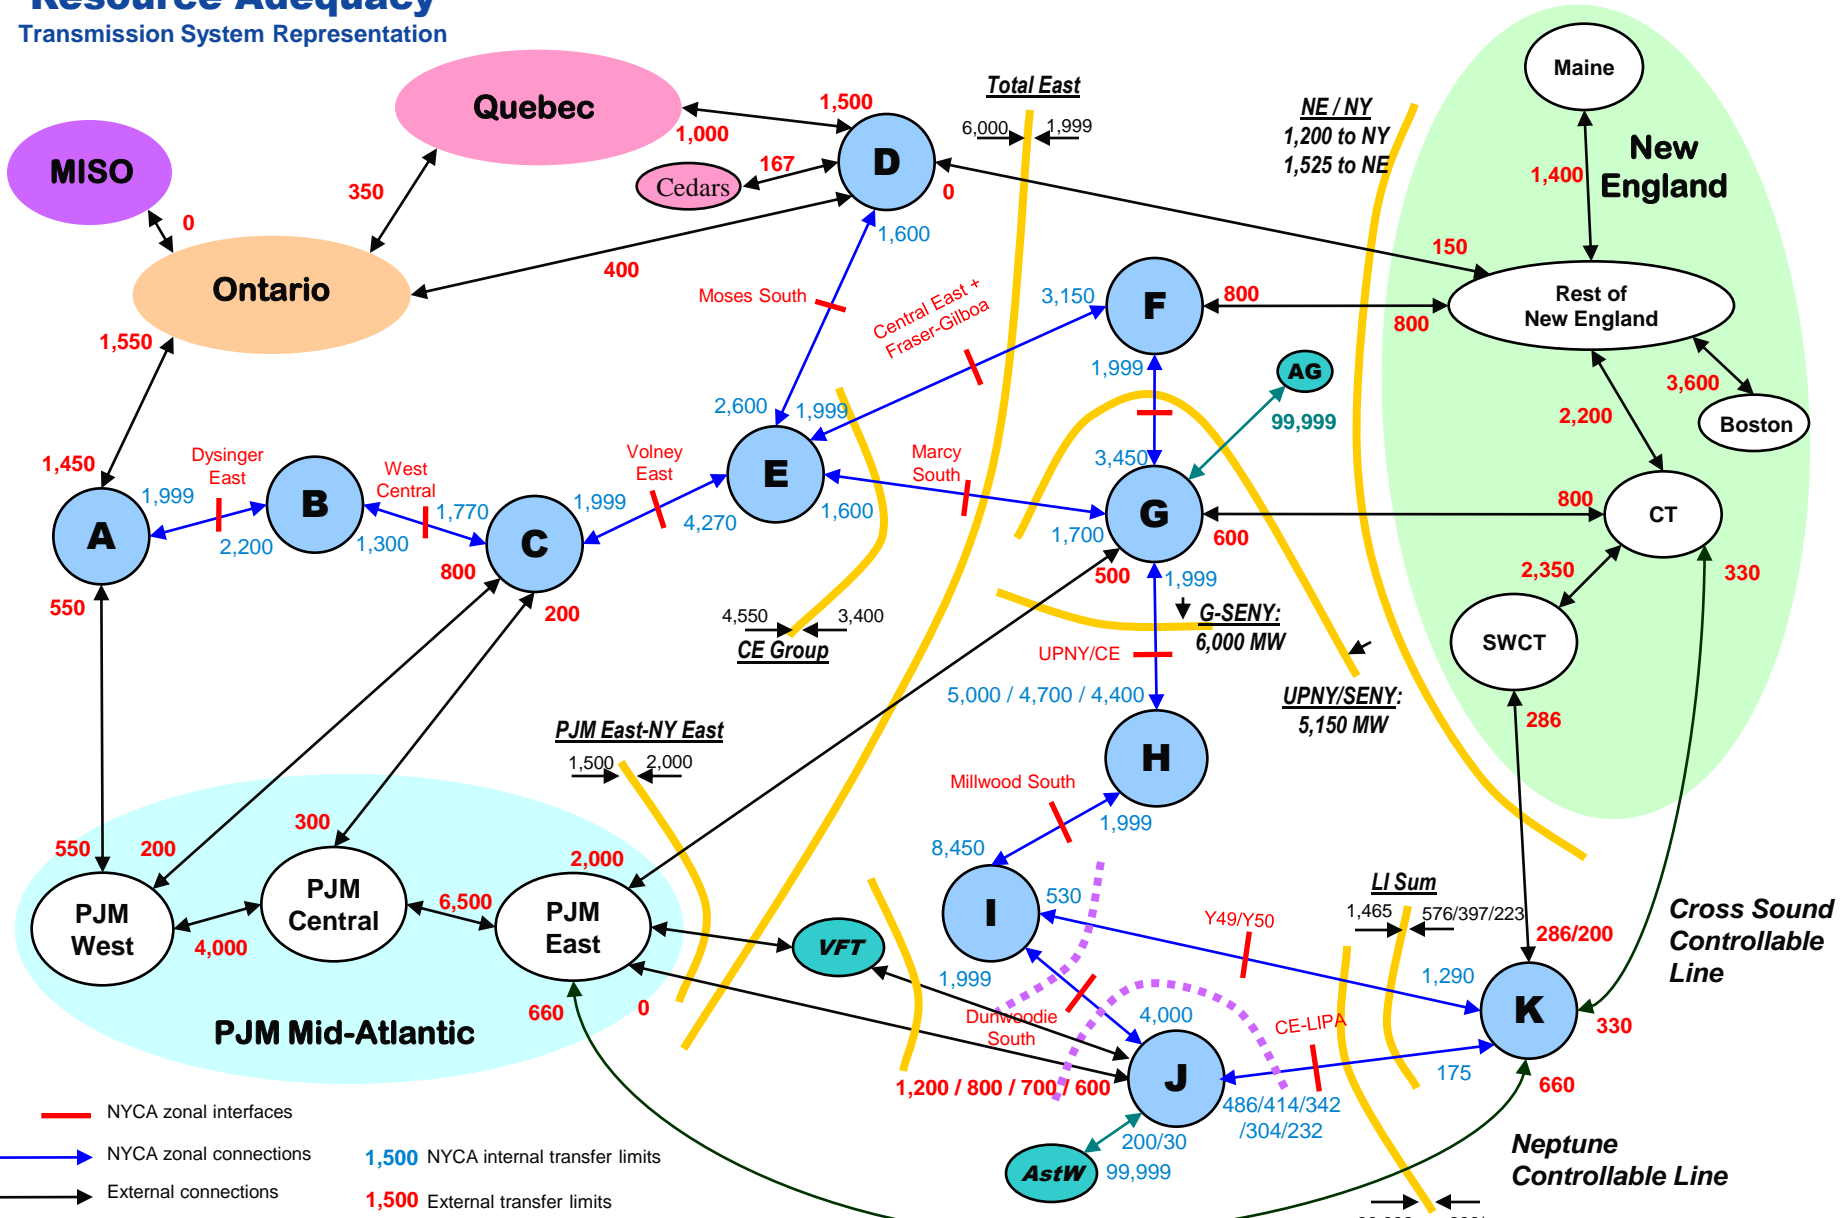 Resource Adequacy
Transmission System Representation
Total East
6,000
1,999
NE / NY
1,200 to NY
1,525 to NE
Maine
New
England
1,400
Quebec
1,500
1,000
MISO
0
350
Cedars
167
D
0
150
1,600
Ontario
400
Rest of
New England
Moses South
Central East +
Fraser-Gilboa
3,150
F
800
800
1,550
1,999
AG
99,999
3,600
Boston
2,200
2,600
1,999
1,450
Dysinger
East
West
Central
Volney
East
E
Marcy
South
3,450
A
1,999
2,200
B
1,770
1,300
C
1,999
4,270
1,600
1,700
G
600
800
CT
550
800
200
500
1,999
2,350
330
4,550
3,400
CE Group
G-SENY:
6,000 MW
UPNY/CE
SWCT
5,000 / 4,700 / 4,400
UPNY/SENY:
5,150 MW
286
PJM East-NY East
1,500
2,000
H
Millwood South
1,999
8,450
550
200
300
2,000
PJM
West
4,000
PJM
Central
6,500
PJM
East
VFT
I
530
Y49/Y50
LI Sum
1,465
576/397/223
286/200
Cross Sound
Controllable
Line
1,999
1,290
K
330
660
0
PJM Mid-Atlantic
Dunwoodie
South
4,000
CE-LIPA
J
175
660
1,200 / 800 / 700 / 600
486/414/342
/304/232
200/30
AstW
99,999
Neptune
Controllable Line
NYCA zonal interfaces
NYCA zonal connections
1,500 NYCA internal transfer limits
External connections
1,500 External transfer limits